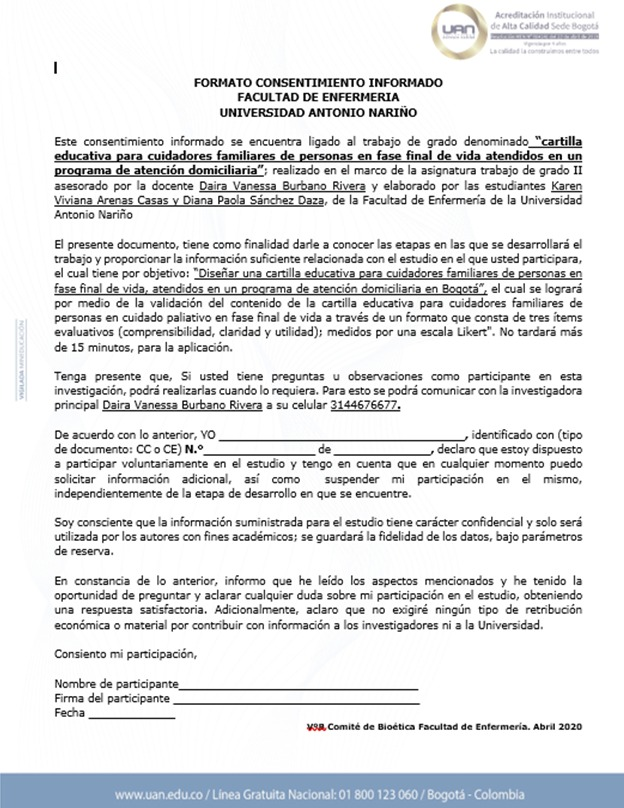 Acreditación Institucional
de Alta Calidad Sede Bogotá
La calidad la construimos entre todos
UAN
FORMATO CONSENTIMIENTO INFORMADO
FACULTAD DE ENFERMERIA
UNIVERSIDAD ANTONIO NARIÑO
Este consentimiento informado se encuentra ligado al trabajo de grado denominado "cartilla
educativa para cuidadores familiares de personas en fase final de vida atendidos en un
programa de atención domiciliaria"; realizado en el marco de la asignatura trabajo de grado II
asesorado por la docente Daira Vanessa Burbano Rivera y elaborado por las estudiantes Karen
Viviana Arenas Casas y Diana Paola Sánchez Daza, de la Facultad de Enfermería de la Universidad
Antonio Nariño
El presente documento, tiene como finalidad darle a conocer las etapas en las que se desarrollará el
trabajo y proporcionar la información suficiente relacionada con el estudio en el que usted participara,
el cual tiene por objetivo: "Diseñar una cartilla educativa para cuidadores familiares de personas en
fase final de vida, atendidos en un programa de atención domiciliaria en Bogotá", el cual se logrará
por medio de la validación del contenido de la cartilla educativa para cuidadores familiares de
personas en cuidado paliativo en fase final de vida a través de un formato que consta de tres ítems
evaluativos (comprensibilidad, claridad y utilidad); medidos por una escala Likert". No tardará más
de 15 minutos, para la aplicación.
VIGILADA MINEDUCACIÓN
Tenga presente que, Si usted tiene preguntas u observaciones como participante en esta
investigación, podrá realizarlas cuando lo requiera. Para esto se podrá comunicar con la investigadora
principal Daira Vanessa Burbano Rivera a su celular 3144676677.
De acuerdo con lo anterior, YO ____________________, identificado con (tipo
de documento: CC o CE) N.°____________________ de ____________________, declaro que estoy dispuesto
a participar voluntariamente en el estudio y tengo en cuenta que en cualquier momento puedo
solicitar información adicional, así como suspender mi participación en el mismo,
independientemente de la etapa de desarrollo en que se encuentre.
Soy consciente que la información suministrada para el estudio tiene carácter confidencial y solo será
utilizada por los autores con fines académicos; se guardará la fidelidad de los datos, bajo parámetros
de reserva.
En constancia de lo anterior, informo que he leído los aspectos mencionados y he tenido la
oportunidad de preguntar y aclarar cualquier duda sobre mi participación en el estudio, obteniendo
una respuesta satisfactoria. Adicionalmente, aclaro que no exigiré ningún tipo de retribución
económica o material por contribuir con información a los investigadores ni a la Universidad.
Consiento mi participación,
Nombre de participante____________________
Firma del participante ____________________
Fecha ______________
Comité de Bioética Facultad de Enfermería. Abril 2020
www.uan.edu.co / Línea Gratuita Nacional: 01 800 123 060 / Bogotá - Colombia